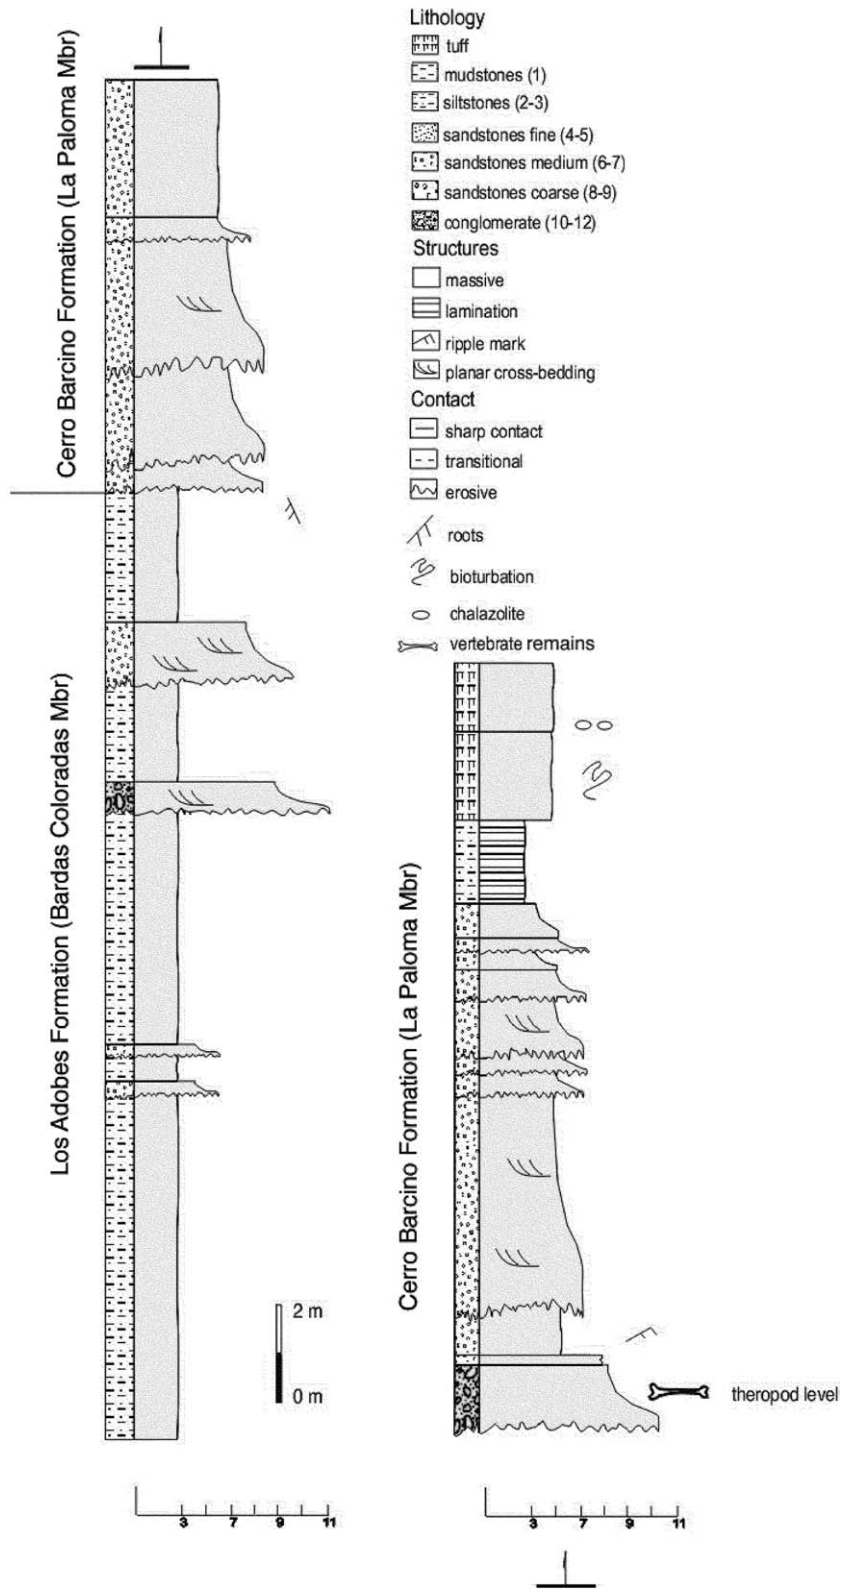 Lithology
tuff
mudstones (1)
siltstones (2-3)
sandstones fine (4-5)
sandstones medium (6-7)
sandstones coarse (8-9)
conglomerate (10-12)
Structures
massive
lamination
ripple mark
planar cross-bedding
Contact
sharp contact
transitional
erosive
roots
bioturbation
chalazolite
vertebrate remains
Cerro Barcino Formation (La Paloma Mbr)
Los Adobes Formation (Bardas Coloradas Mbr)
2 m
0 m
3 7 9 11
Cerro Barcino Formation (La Paloma Mbr)
theropod level
3 7 9 11